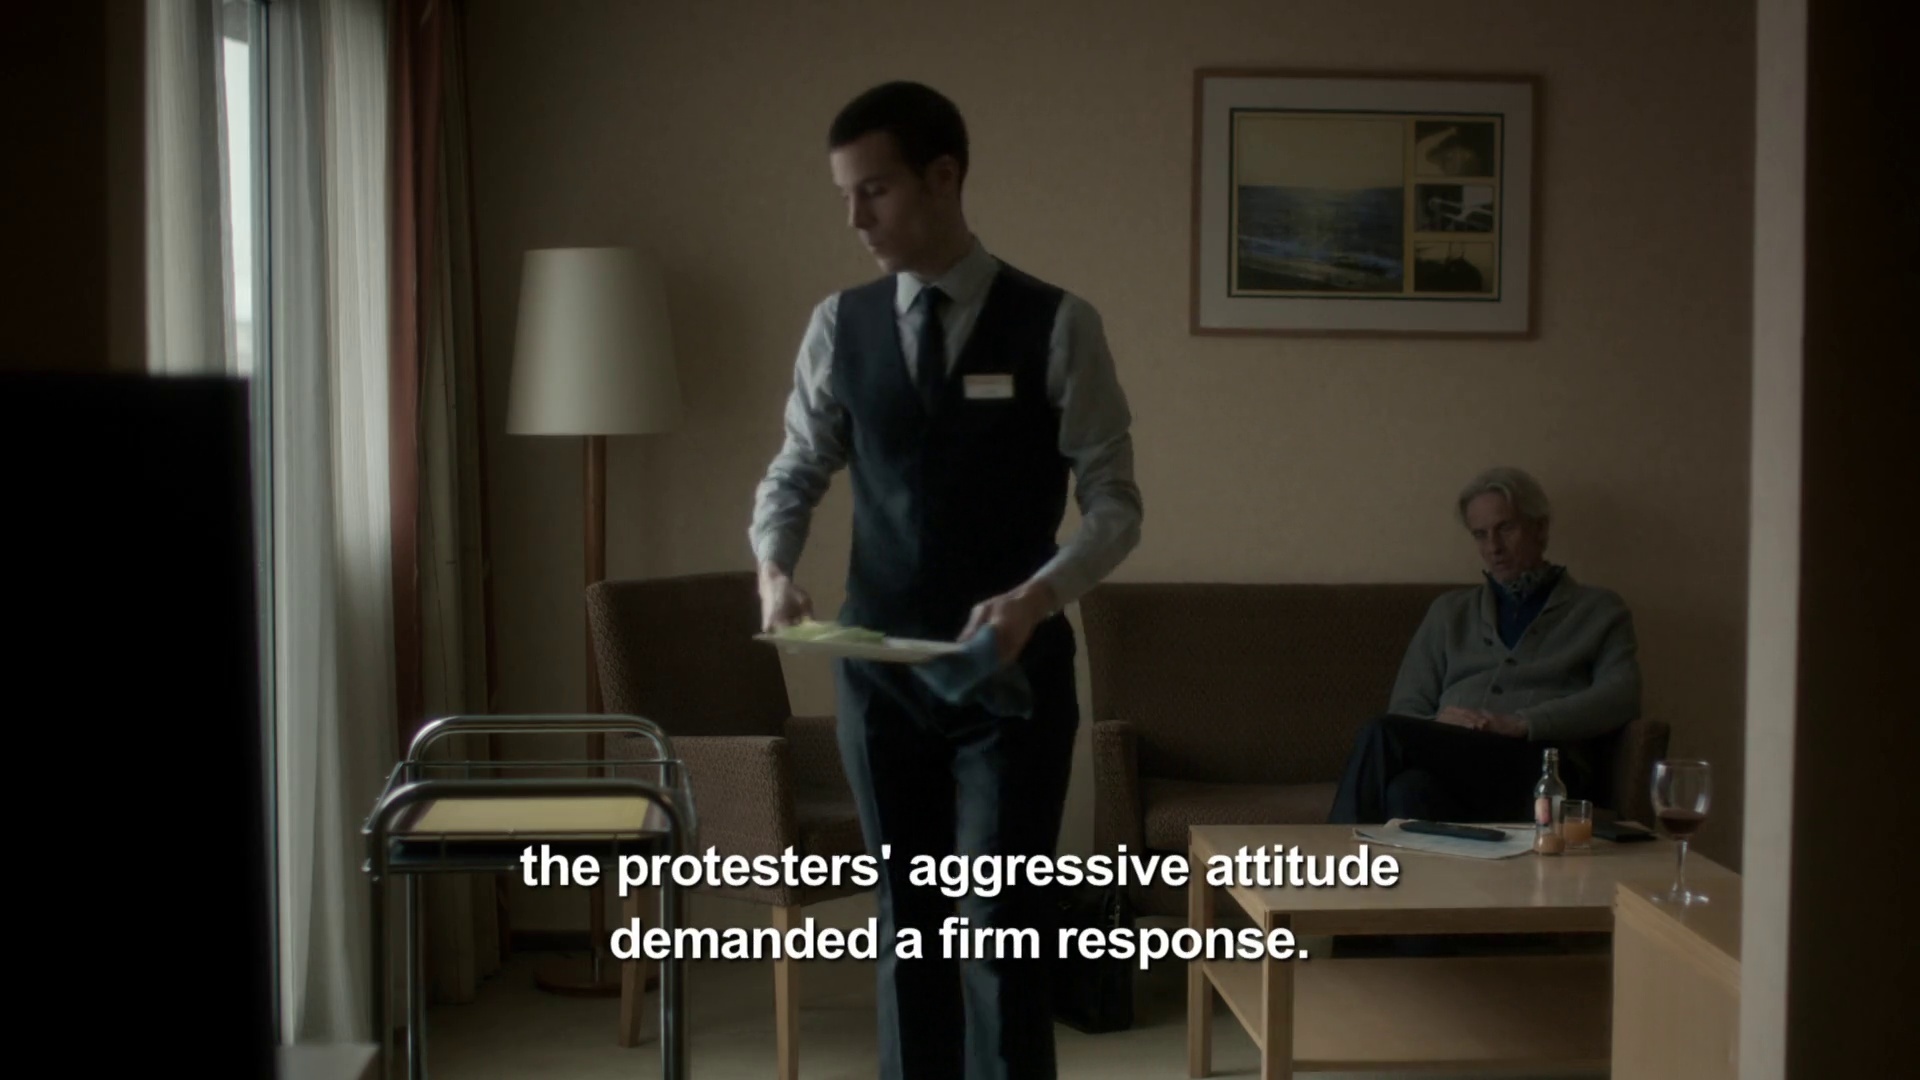 the protesters' aggressive attitude
demanded a firm response.